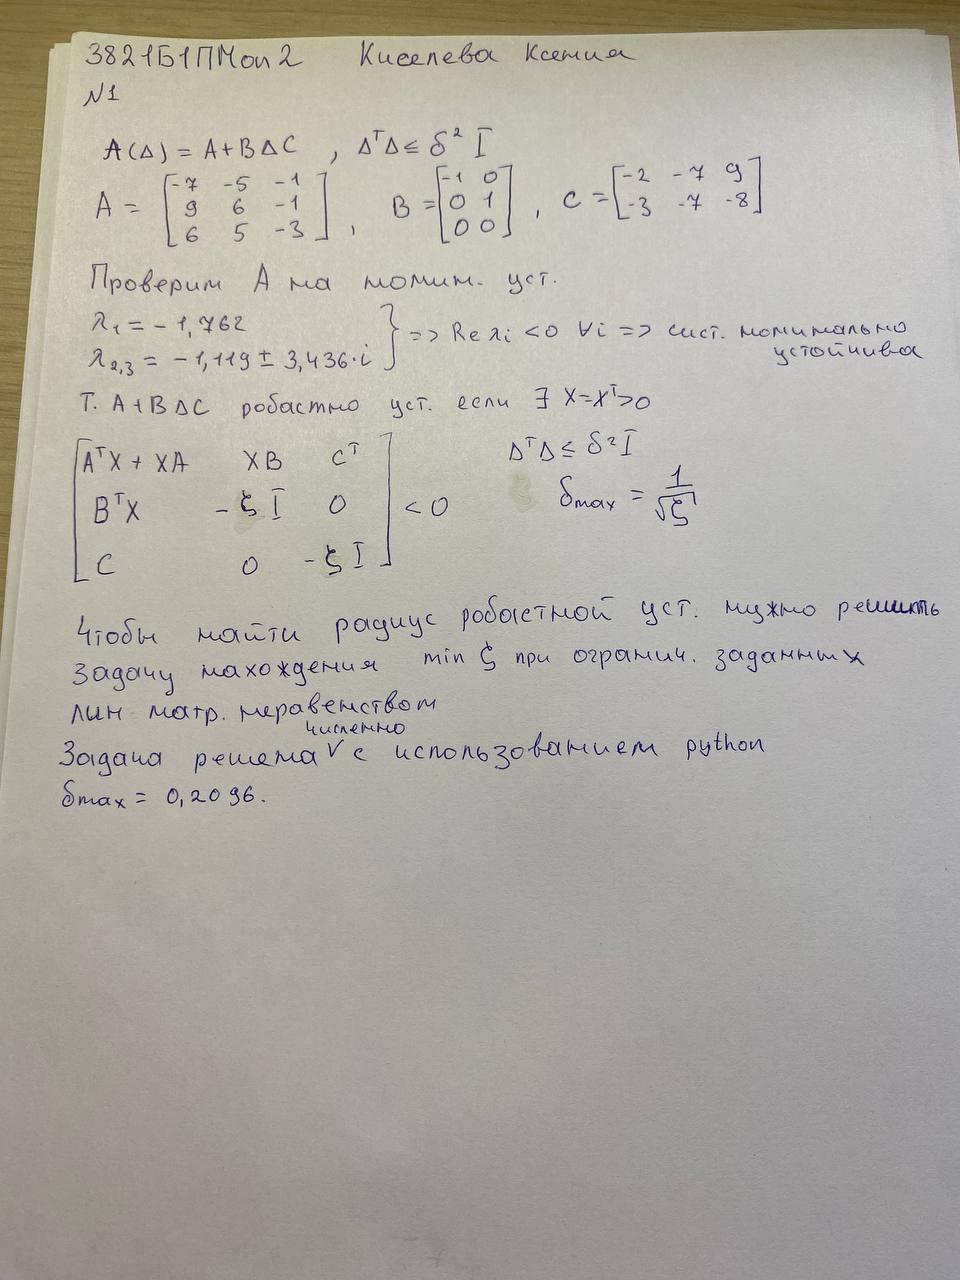 3821Б1ПМоп2 Киселева Ксения
№1
A(Δ) = A+BΔC , ΔᵀΔ ≤ δ² I
A = [-7 -5 -1; 9 6 -1; 6 5 -3] , B = [-1 0; 0 1; 0 0] , C = [-2 -7 9; -3 -7 -8]
Проверим A на номин. уст.
λ₁ = -1,762
λ₂,₃ = -1,119 ± 3,436·i } => Re λi < 0 ∀i => сист. номинально устойчива
Т. A+BΔC робастно уст. если ∃ X=Xᵀ>0
[AᵀX + XA XB Cᵀ; BᵀX -ξI 0; C 0 -ξI] < 0
ΔᵀΔ ≤ δ² I
δmax = 1/√ξ
Чтобы найти радиус робастной уст. нужно решить
задачу нахождения min ξ при огранич. заданных
лин матр. неравенством
Задача решена численно с использованием python
δmax = 0,2096.